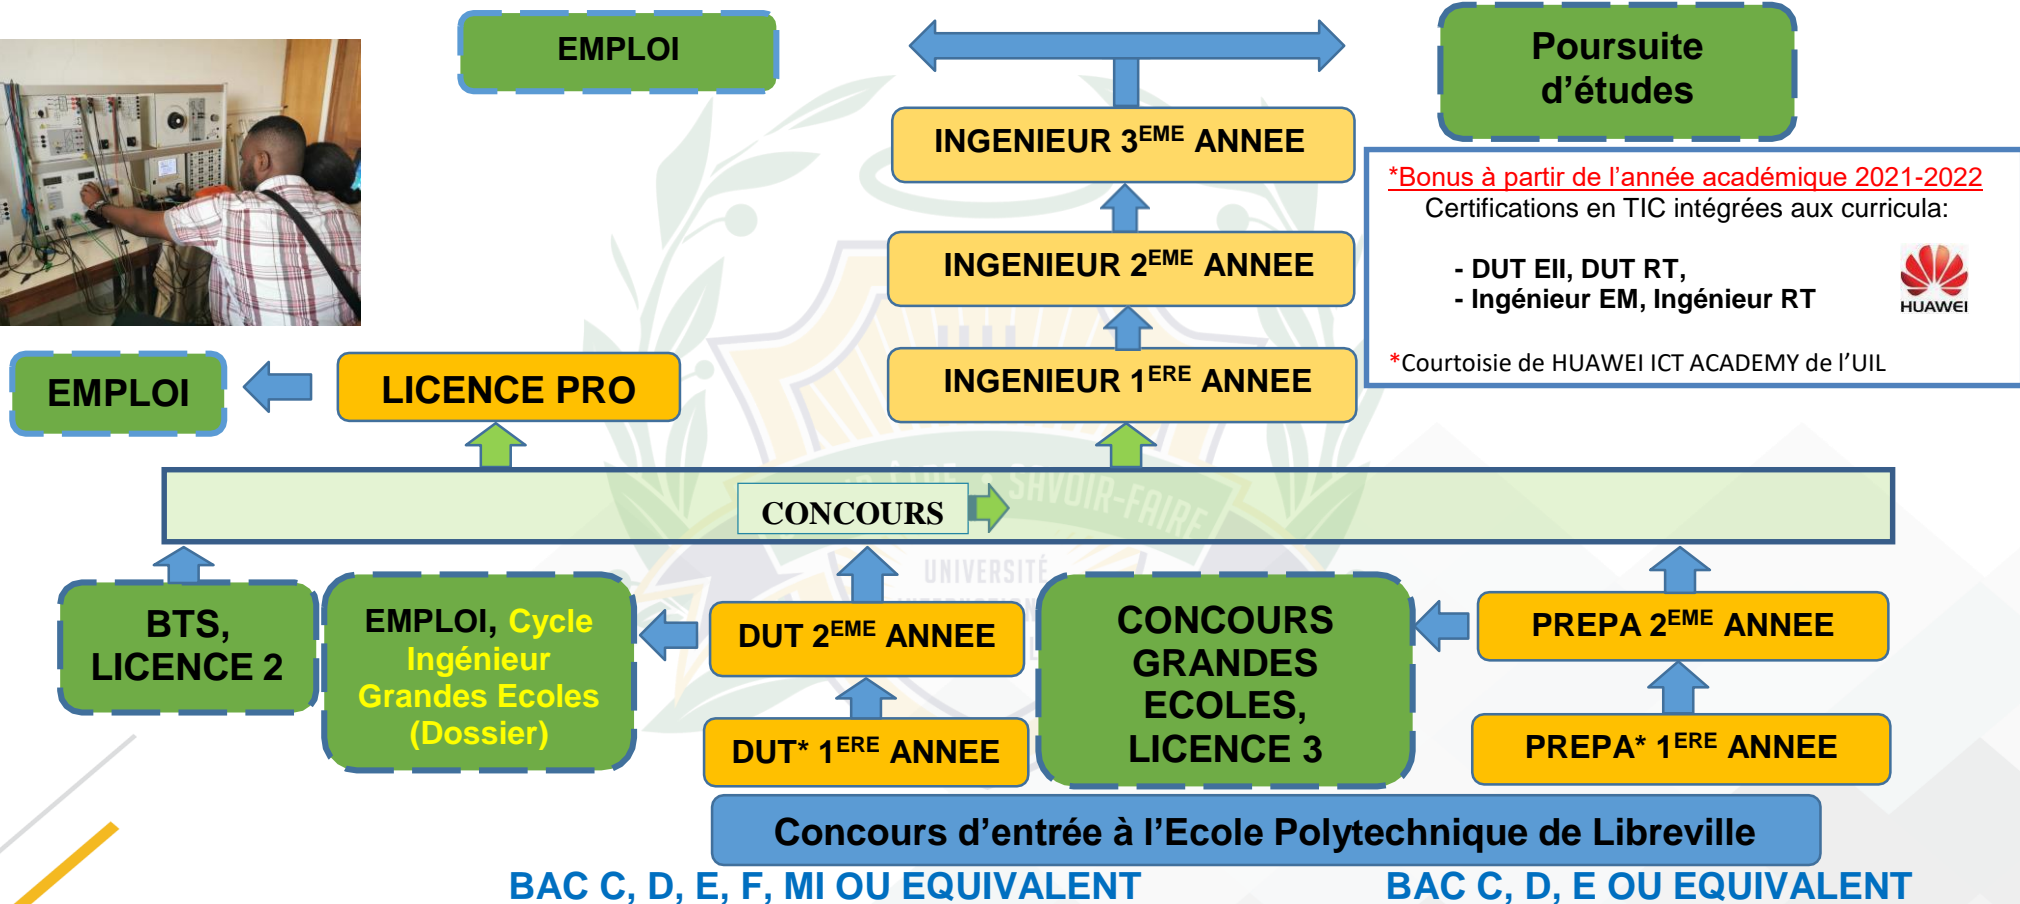 EMPLOI
Poursuite
d'études
INGENIEUR 3EME ANNEE
*Bonus à partir de l'année académique 2021-2022
Certifications en TIC intégrées aux curricula:
- DUT EII, DUT RT,
- Ingénieur EM, Ingénieur RT
HUAWEI
*Courtoisie de HUAWEI ICT ACADEMY de l'UIL
INGENIEUR 2EME ANNEE
INGENIEUR 1ERE ANNEE
EMPLOI
LICENCE PRO
CONCOURS
SAVOIR-FAIRE
UNIVERSITÉ
BTS,
LICENCE 2
EMPLOI, Cycle
Ingénieur
Grandes Ecoles
(Dossier)
DUT 2EME ANNEE
DUT* 1ERE ANNEE
CONCOURS
GRANDES
ECOLES,
LICENCE 3
PREPA 2EME ANNEE
PREPA* 1ERE ANNEE
Concours d'entrée à l'Ecole Polytechnique de Libreville
BAC C, D, E, F, MI OU EQUIVALENT
BAC C, D, E OU EQUIVALENT